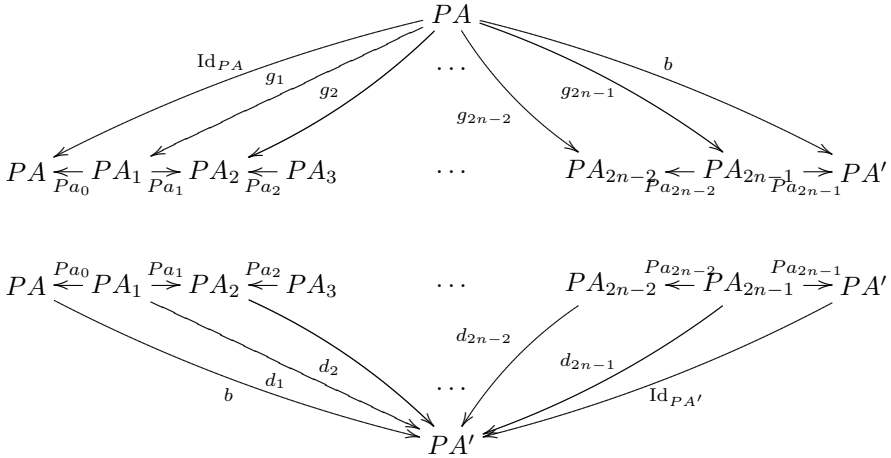 PA
Id_{PA} g_1 g_2 ⋯ g_{2n−2} g_{2n−1} b
PA PA_1 PA_2 PA_3 ⋯ PA_{2n−2} PA_{2n−1} PA′
Pa_0 Pa_1 Pa_2 Pa_{2n−2} Pa_{2n−1}
Pa_0 Pa_1 Pa_2 Pa_{2n−2} Pa_{2n−1}
PA PA_1 PA_2 PA_3 ⋯ PA_{2n−2} PA_{2n−1} PA′
b d_1 d_2 ⋯ d_{2n−2} d_{2n−1} Id_{PA′}
PA′